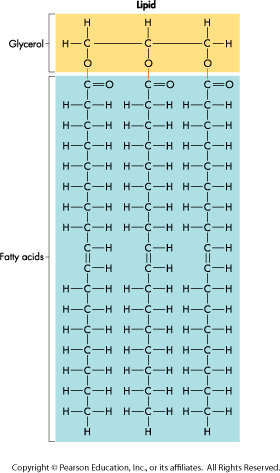 Lipid
H H H
Glycerol
H C C C H
O O O
C O C O C O
H C H H C H H C H
H C H H C H H C H
H C H H C H H C H
H C H H C H H C H
H C H H C H H C H
H C H H C H H C H
H C H H C H H C H
C H C H C H
Fatty acids
C H C H C H
H C H H C H H C H
H C H H C H H C H
H C H H C H H C H
H C H H C H H C H
H C H H C H H C H
H C H H C H H C H
H C H H C H H C H
H H H
Copyright © Pearson Education, Inc., or its affiliates. All Rights Reserved.